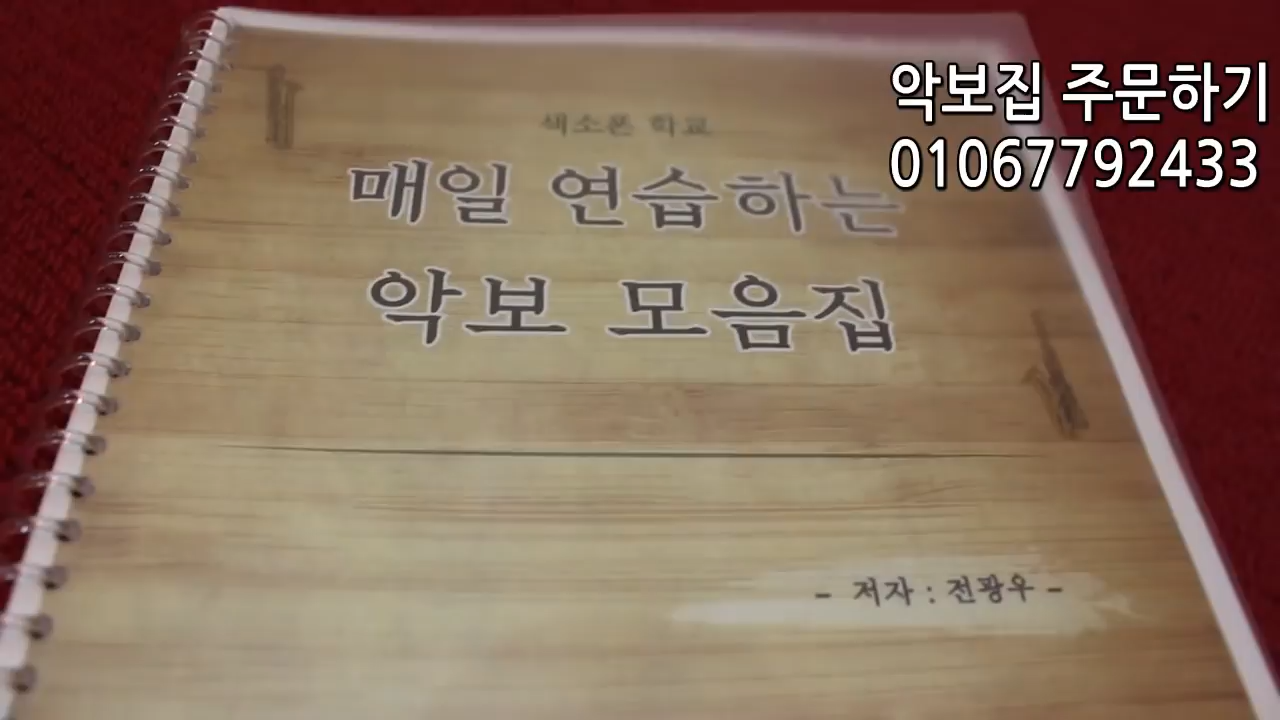 악보집 주문하기
01067792433
색소폰 학교
매일 연습하는
악보 모음집
- 저자 : 전광우 -